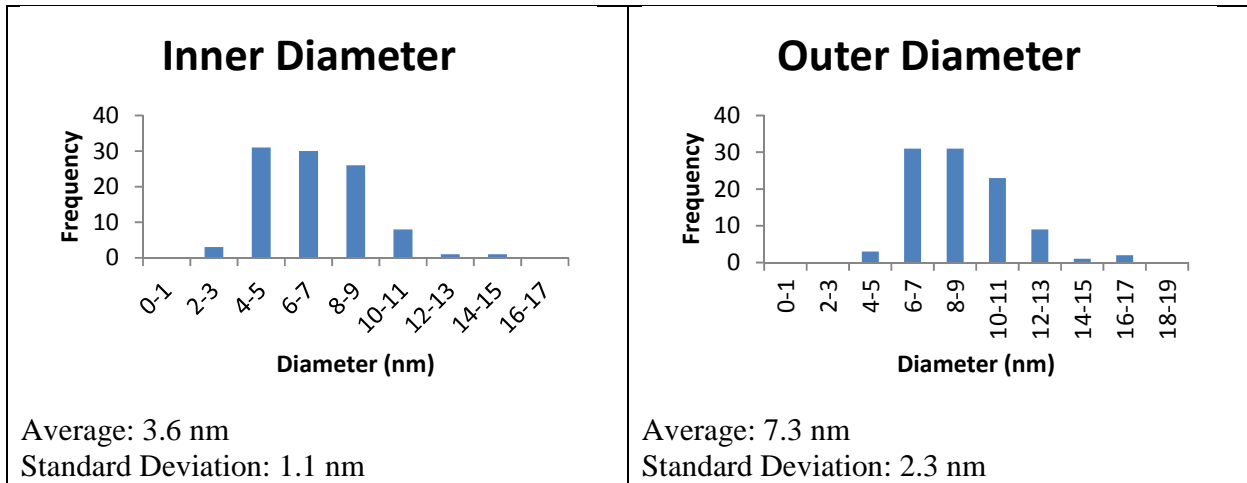 Inner Diameter
40
30
20
10
0
Frequency
0-1
2-3
4-5
6-7
8-9
10-11
12-13
14-15
16-17
Diameter (nm)
Average: 3.6 nm
Standard Deviation: 1.1 nm
Outer Diameter
40
30
20
10
0
Frequency
0-1
2-3
4-5
6-7
8-9
10-11
12-13
14-15
16-17
18-19
Diameter (nm)
Average: 7.3 nm
Standard Deviation: 2.3 nm